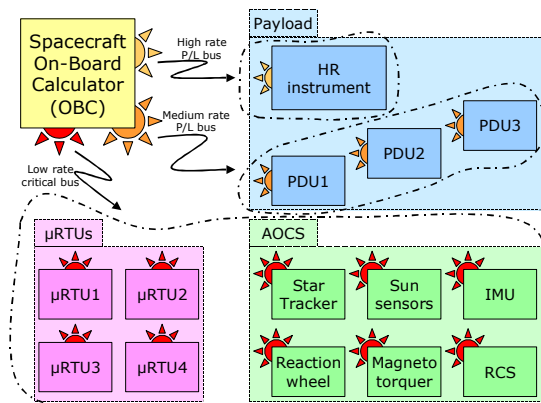 Spacecraft
On-Board
Calculator
(OBC)
High rate
P/L bus
Medium rate
P/L bus
Low rate
critical bus
Payload
HR
instrument
PDU1
PDU2
PDU3
µRTUs
µRTU1
µRTU2
µRTU3
µRTU4
AOCS
Star
Tracker
Sun
sensors
IMU
Reaction
wheel
Magneto
torquer
RCS